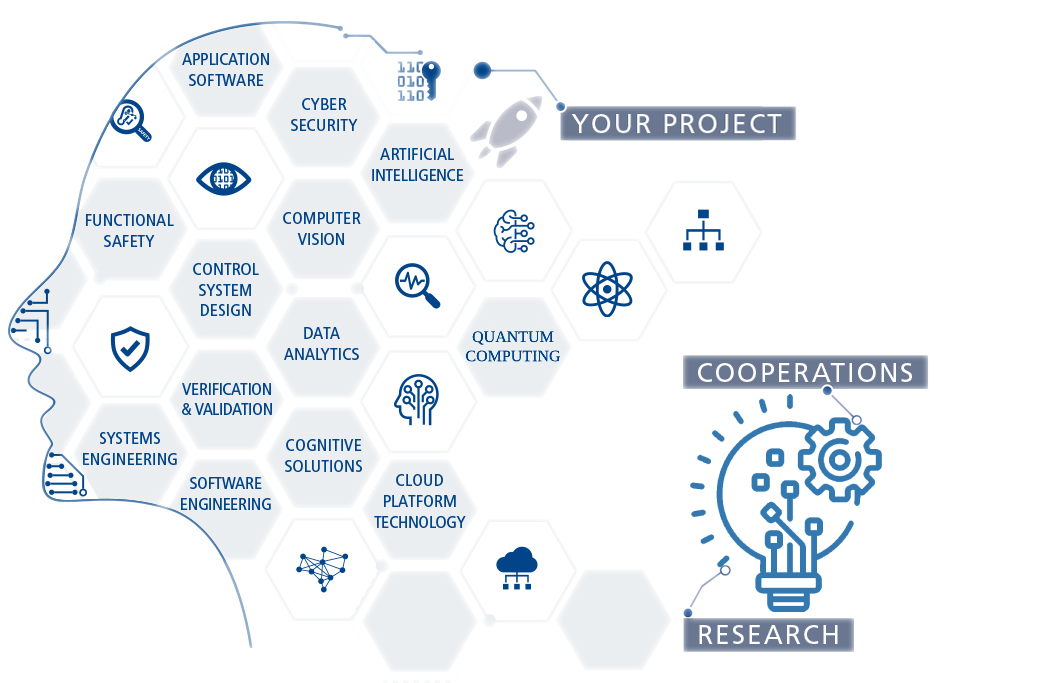 APPLICATION
SOFTWARE
CYBER
SECURITY
110
010
110
YOUR PROJECT
ARTIFICIAL
INTELLIGENCE
FUNCTIONAL
SAFETY
COMPUTER
VISION
CONTROL
SYSTEM
DESIGN
DATA
ANALYTICS
QUANTUM
COMPUTING
COOPERATIONS
VERIFICATION
& VALIDATION
SYSTEMS
ENGINEERING
COGNITIVE
SOLUTIONS
SOFTWARE
ENGINEERING
CLOUD
PLATFORM
TECHNOLOGY
RESEARCH